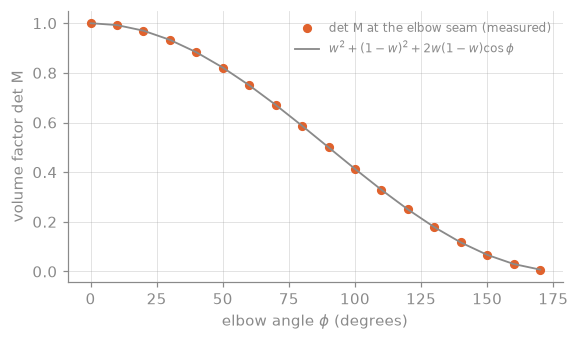 det M at the elbow seam (measured)
w² + (1 − w)² + 2w(1 − w)cos ϕ
volume factor det M
1.0
0.8
0.6
0.4
0.2
0.0
0 25 50 75 100 125 150 175
elbow angle ϕ (degrees)